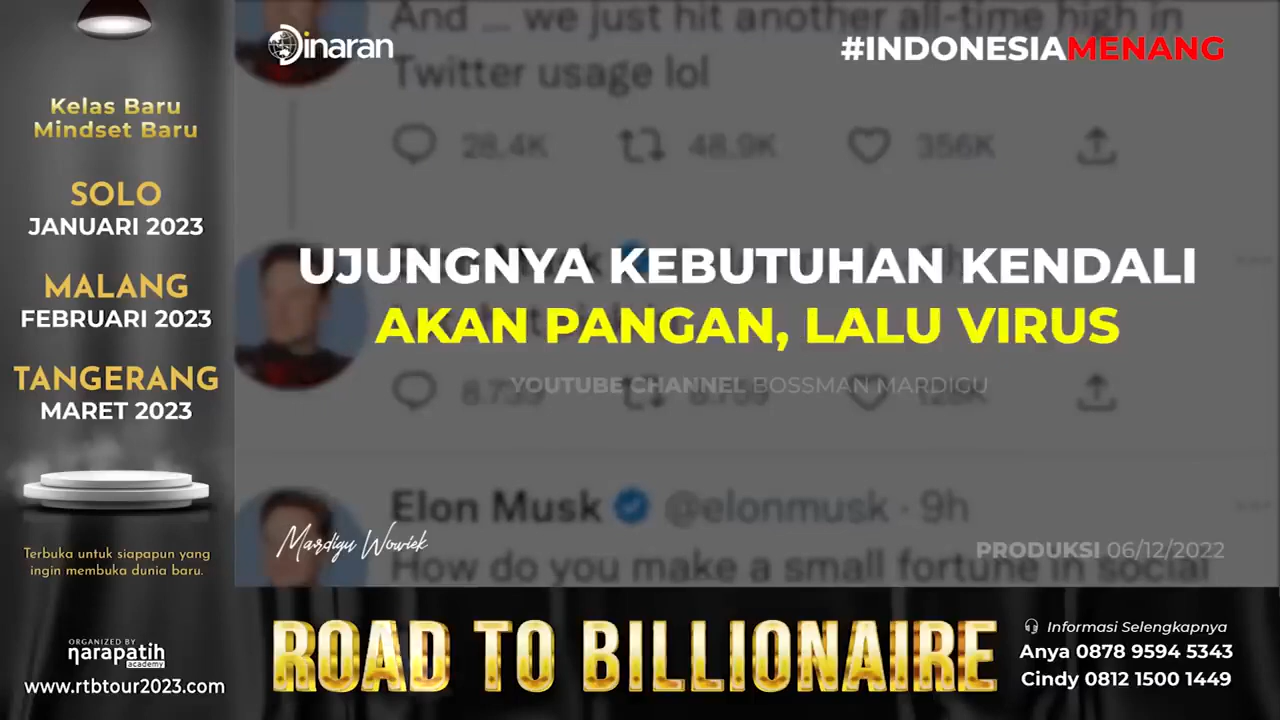 Dinaran
#INDONESIAMENANG
Kelas Baru
Mindset Baru
SOLO
JANUARI 2023
MALANG
FEBRUARI 2023
TANGERANG
MARET 2023
Terbuka untuk siapapun yang
ingin membuka dunia baru.
ORGANIZED BY
narapatih
academy
www.rtbtour2023.com
And ... we just hit another all-time high in
Twitter usage lol
28.4K 48.9K 356K
UJUNGNYA KEBUTUHAN KENDALI
AKAN PANGAN, LALU VIRUS
YOUTUBE CHANNEL BOSSMAN MARDIGU
Elon Musk @elonmusk · 9h
How do you make a small fortune in social
Mardigu Wowiek
PRODUKSI 06/12/2022
ROAD TO BILLIONAIRE
Informasi Selengkapnya
Anya 0878 9594 5343
Cindy 0812 1500 1449